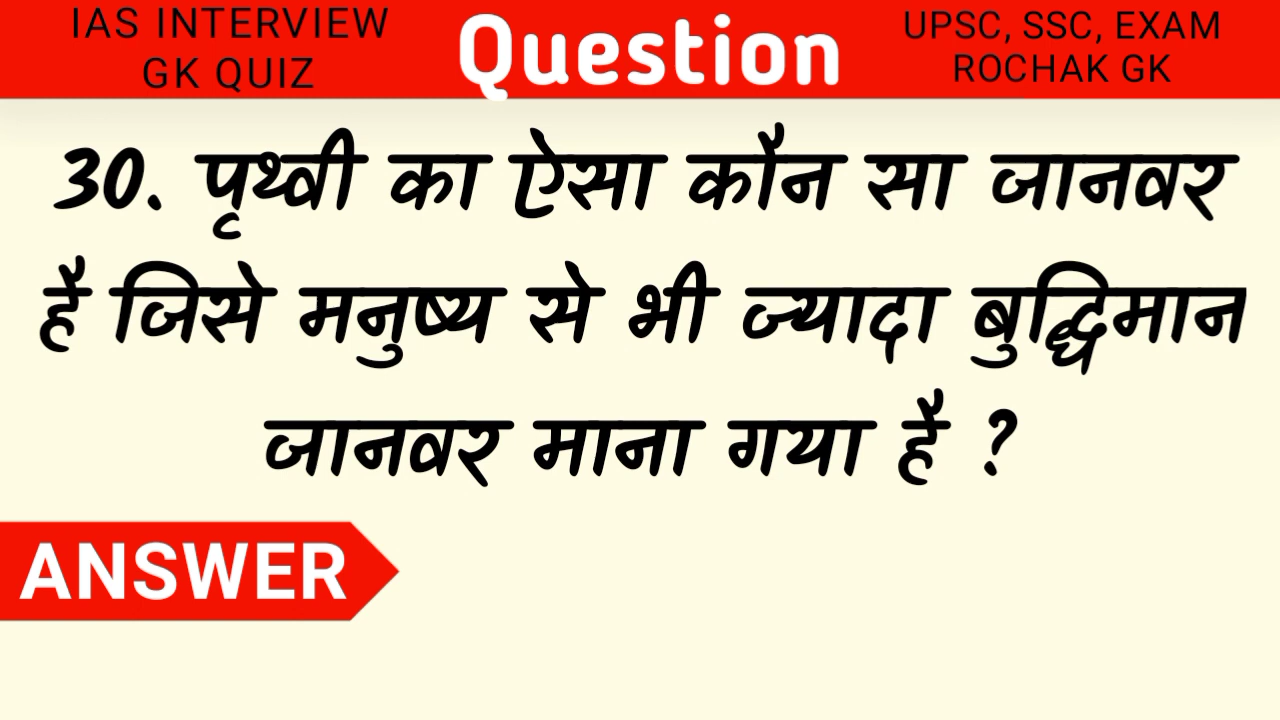 IAS INTERVIEW
GK QUIZ
Question
UPSC, SSC, EXAM
ROCHAK GK
30. पृथ्वी का ऐसा कौन सा जानवर
है जिसे मनुष्य से भी ज्यादा बुद्धिमान
जानवर माना गया है ?
ANSWER